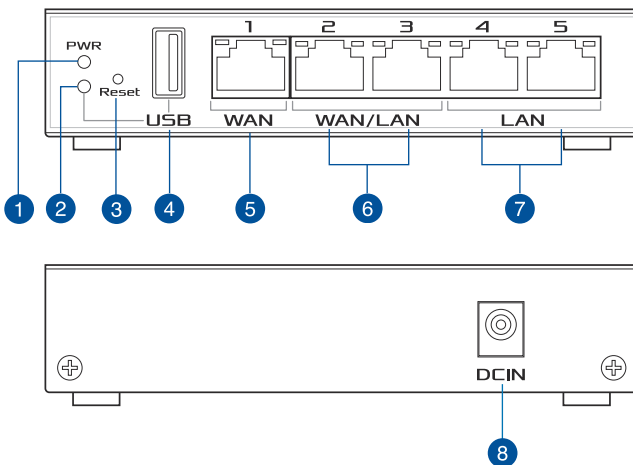 1 2 3 4 5
PWR
Reset
USB WAN WAN/LAN LAN
1 2 3 4 5 6 7
DCIN
8